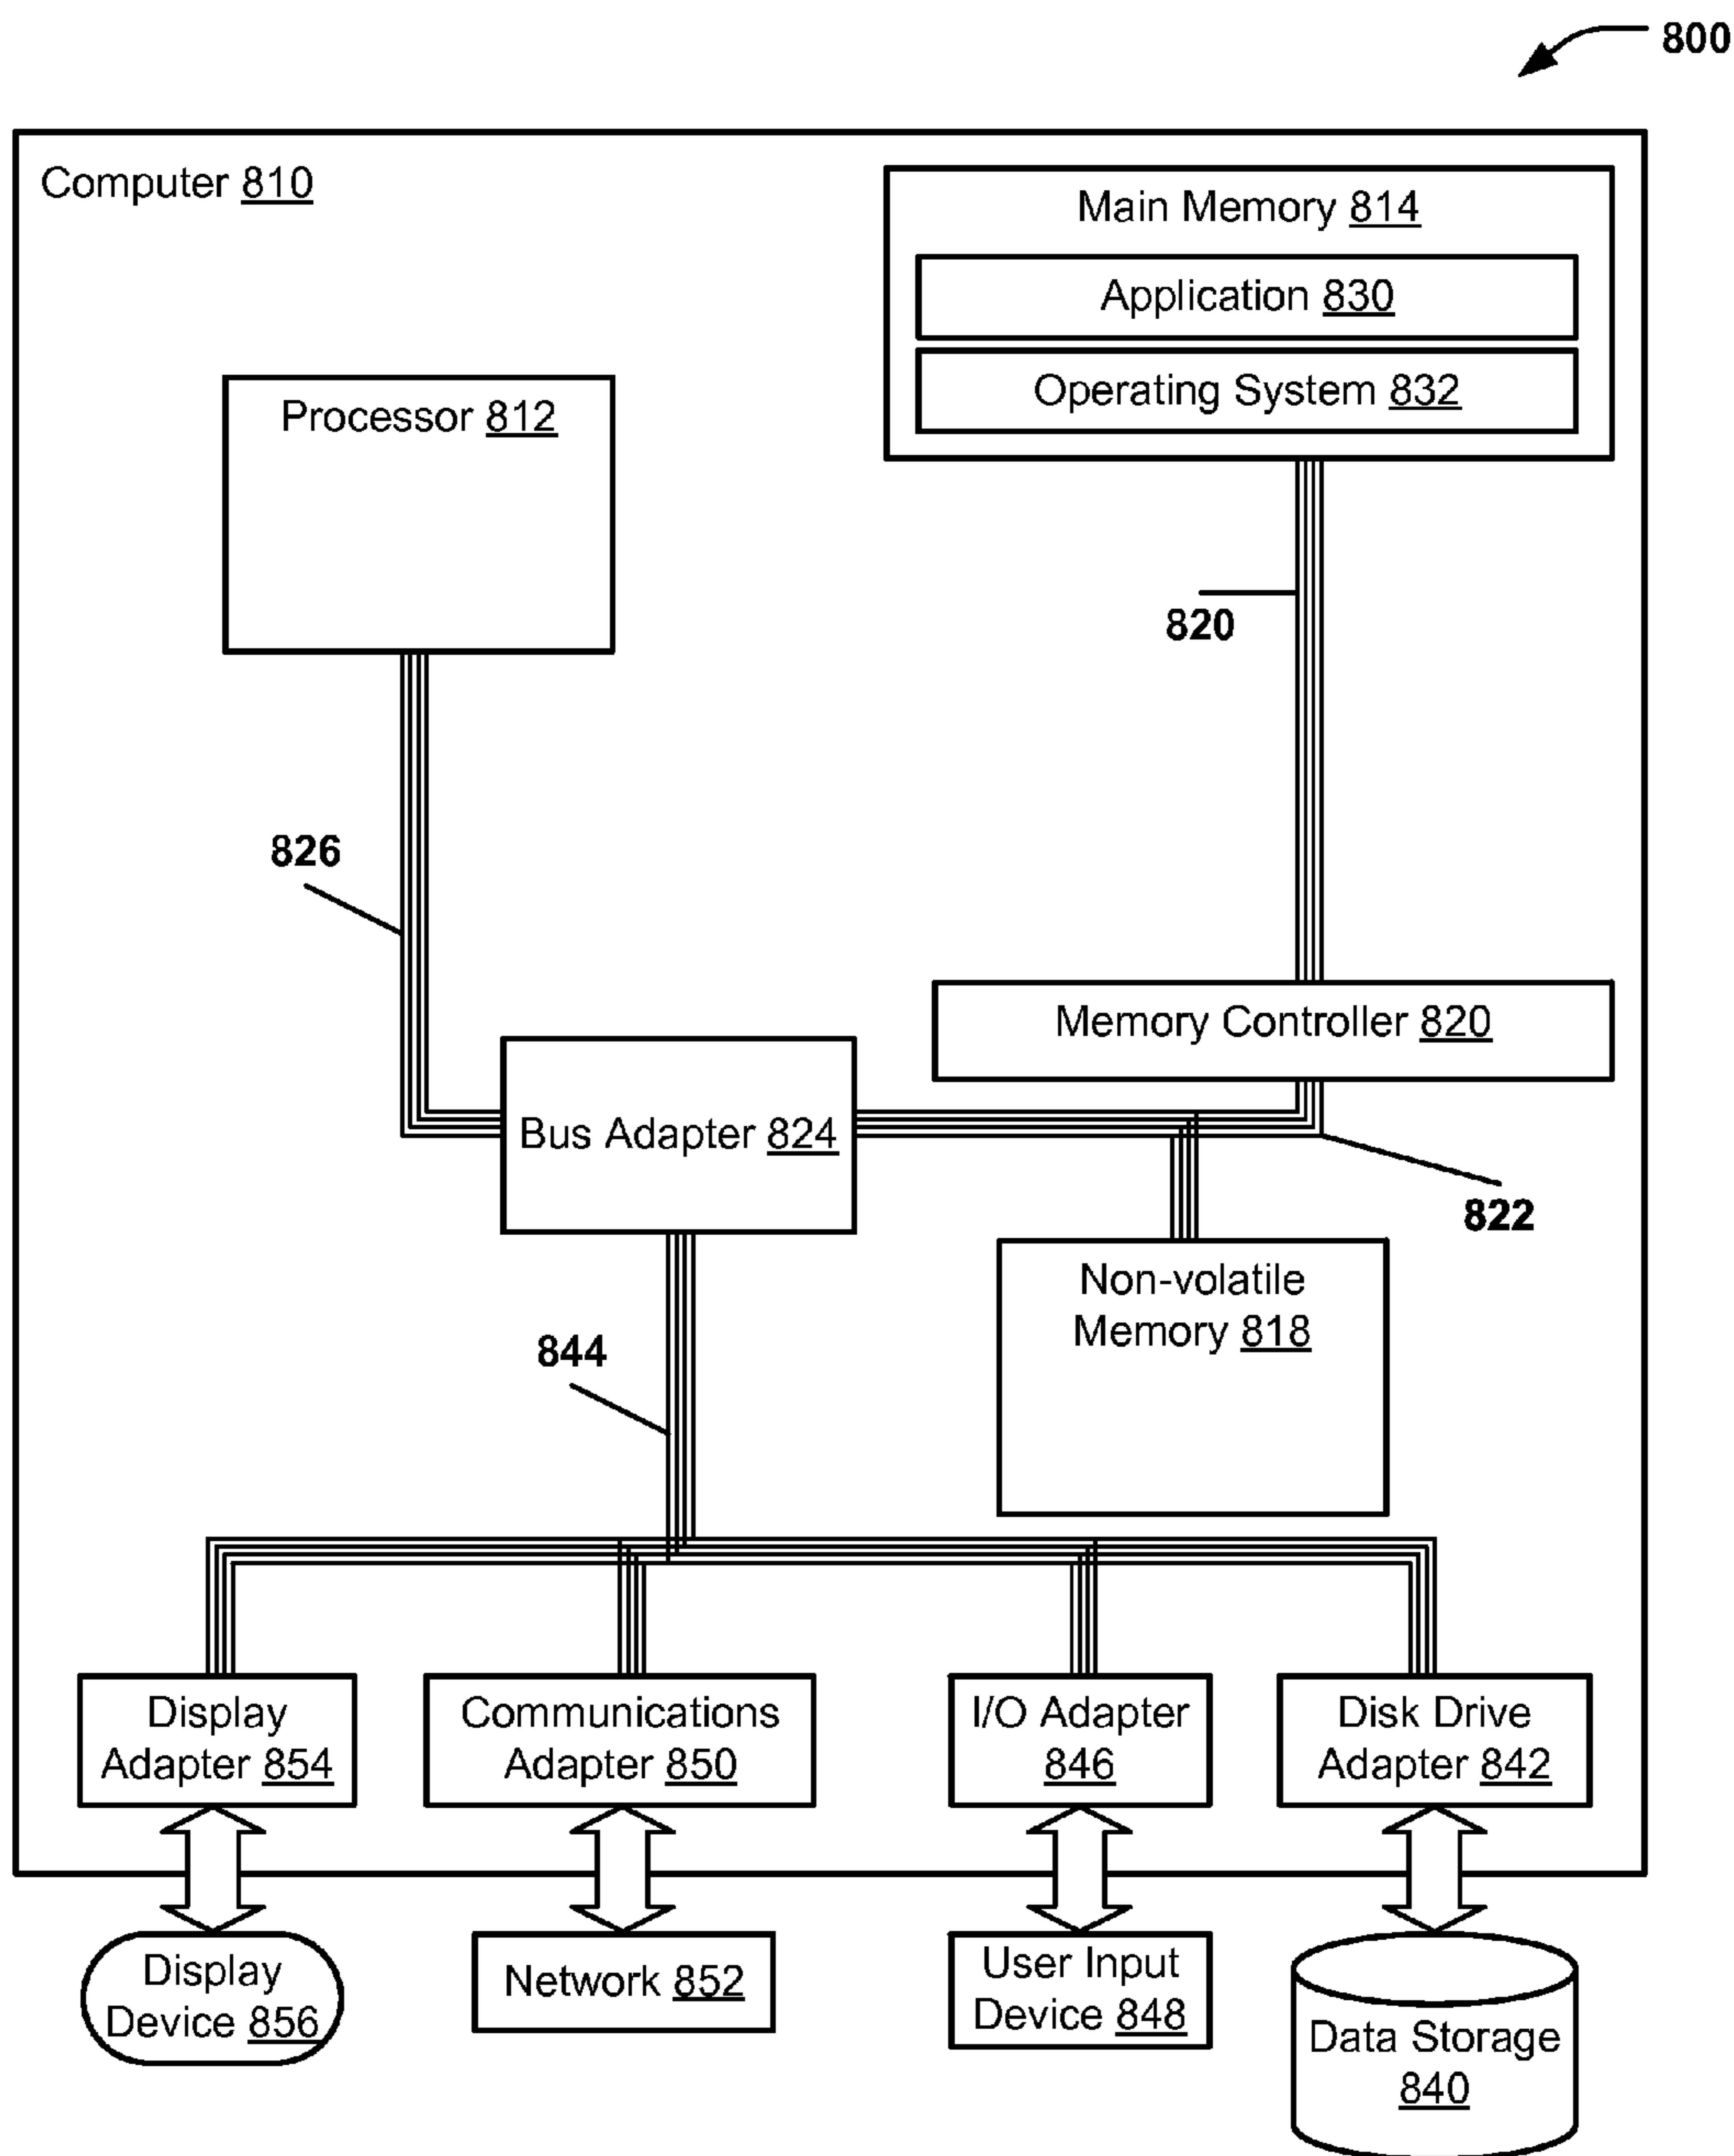 800
Computer 810
Main Memory 814
Application 830
Operating System 832
Processor 812
820
826
Memory Controller 820
Bus Adapter 824
822
Non-volatile
Memory 818
844
Display
Adapter 854
Communications
Adapter 850
I/O Adapter
846
Disk Drive
Adapter 842
Display
Device 856
Network 852
User Input
Device 848
Data Storage
840